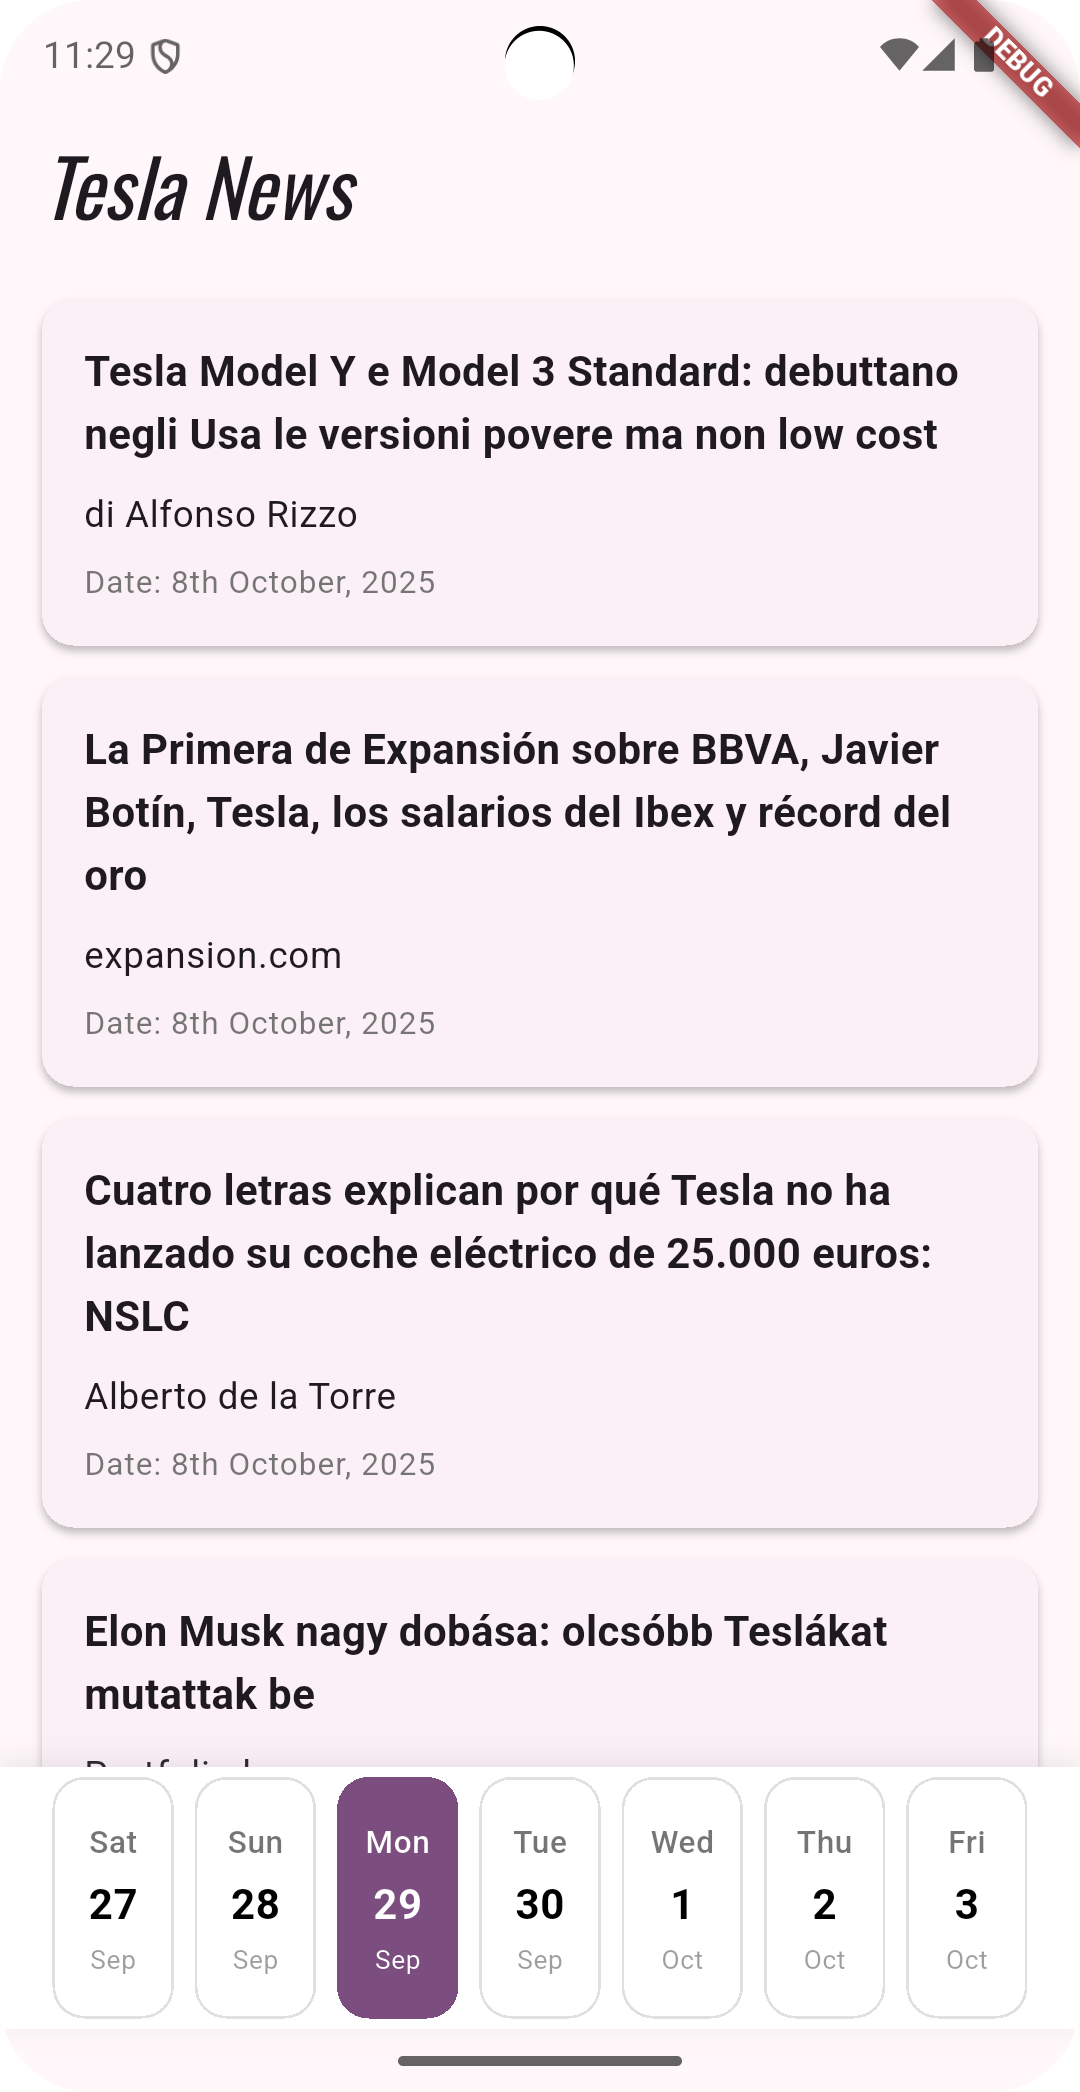 11:29
DEBUG
Tesla News
Tesla Model Y e Model 3 Standard: debuttano
negli Usa le versioni povere ma non low cost
di Alfonso Rizzo
Date: 8th October, 2025
La Primera de Expansión sobre BBVA, Javier
Botín, Tesla, los salarios del Ibex y récord del
oro
expansion.com
Date: 8th October, 2025
Cuatro letras explican por qué Tesla no ha
lanzado su coche eléctrico de 25.000 euros:
NSLC
Alberto de la Torre
Date: 8th October, 2025
Elon Musk nagy dobása: olcsóbb Teslákat
mutattak be
Sat Sun Mon Tue Wed Thu Fri
27 28 29 30 1 2 3
Sep Sep Sep Sep Oct Oct Oct